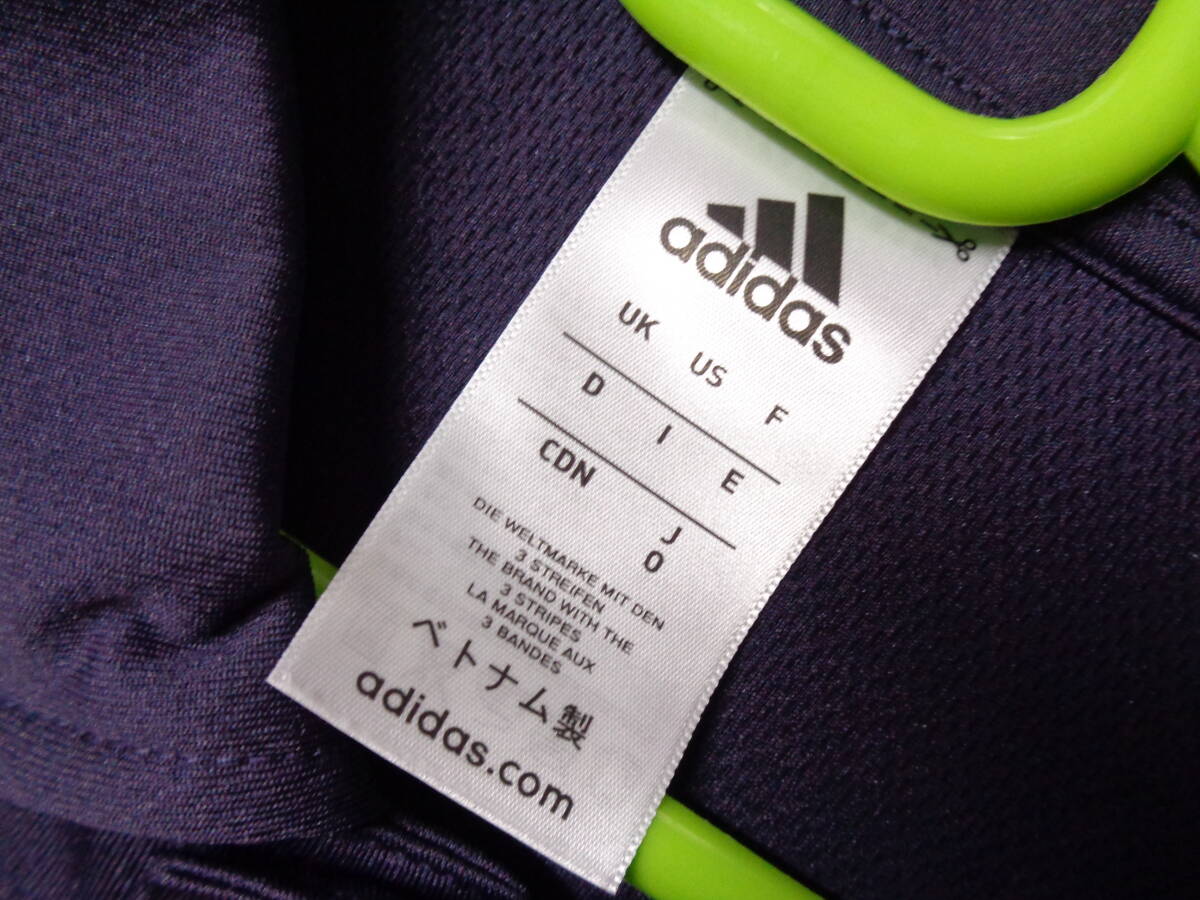 adidas
UK US F
D I E
CDN J
O
DIE WELTMARKE MIT DEN
3 STREIFEN
THE BRAND WITH THE
3 STRIPES
LA MARQUE AUX
3 BANDES
ベトナム製
adidas.com